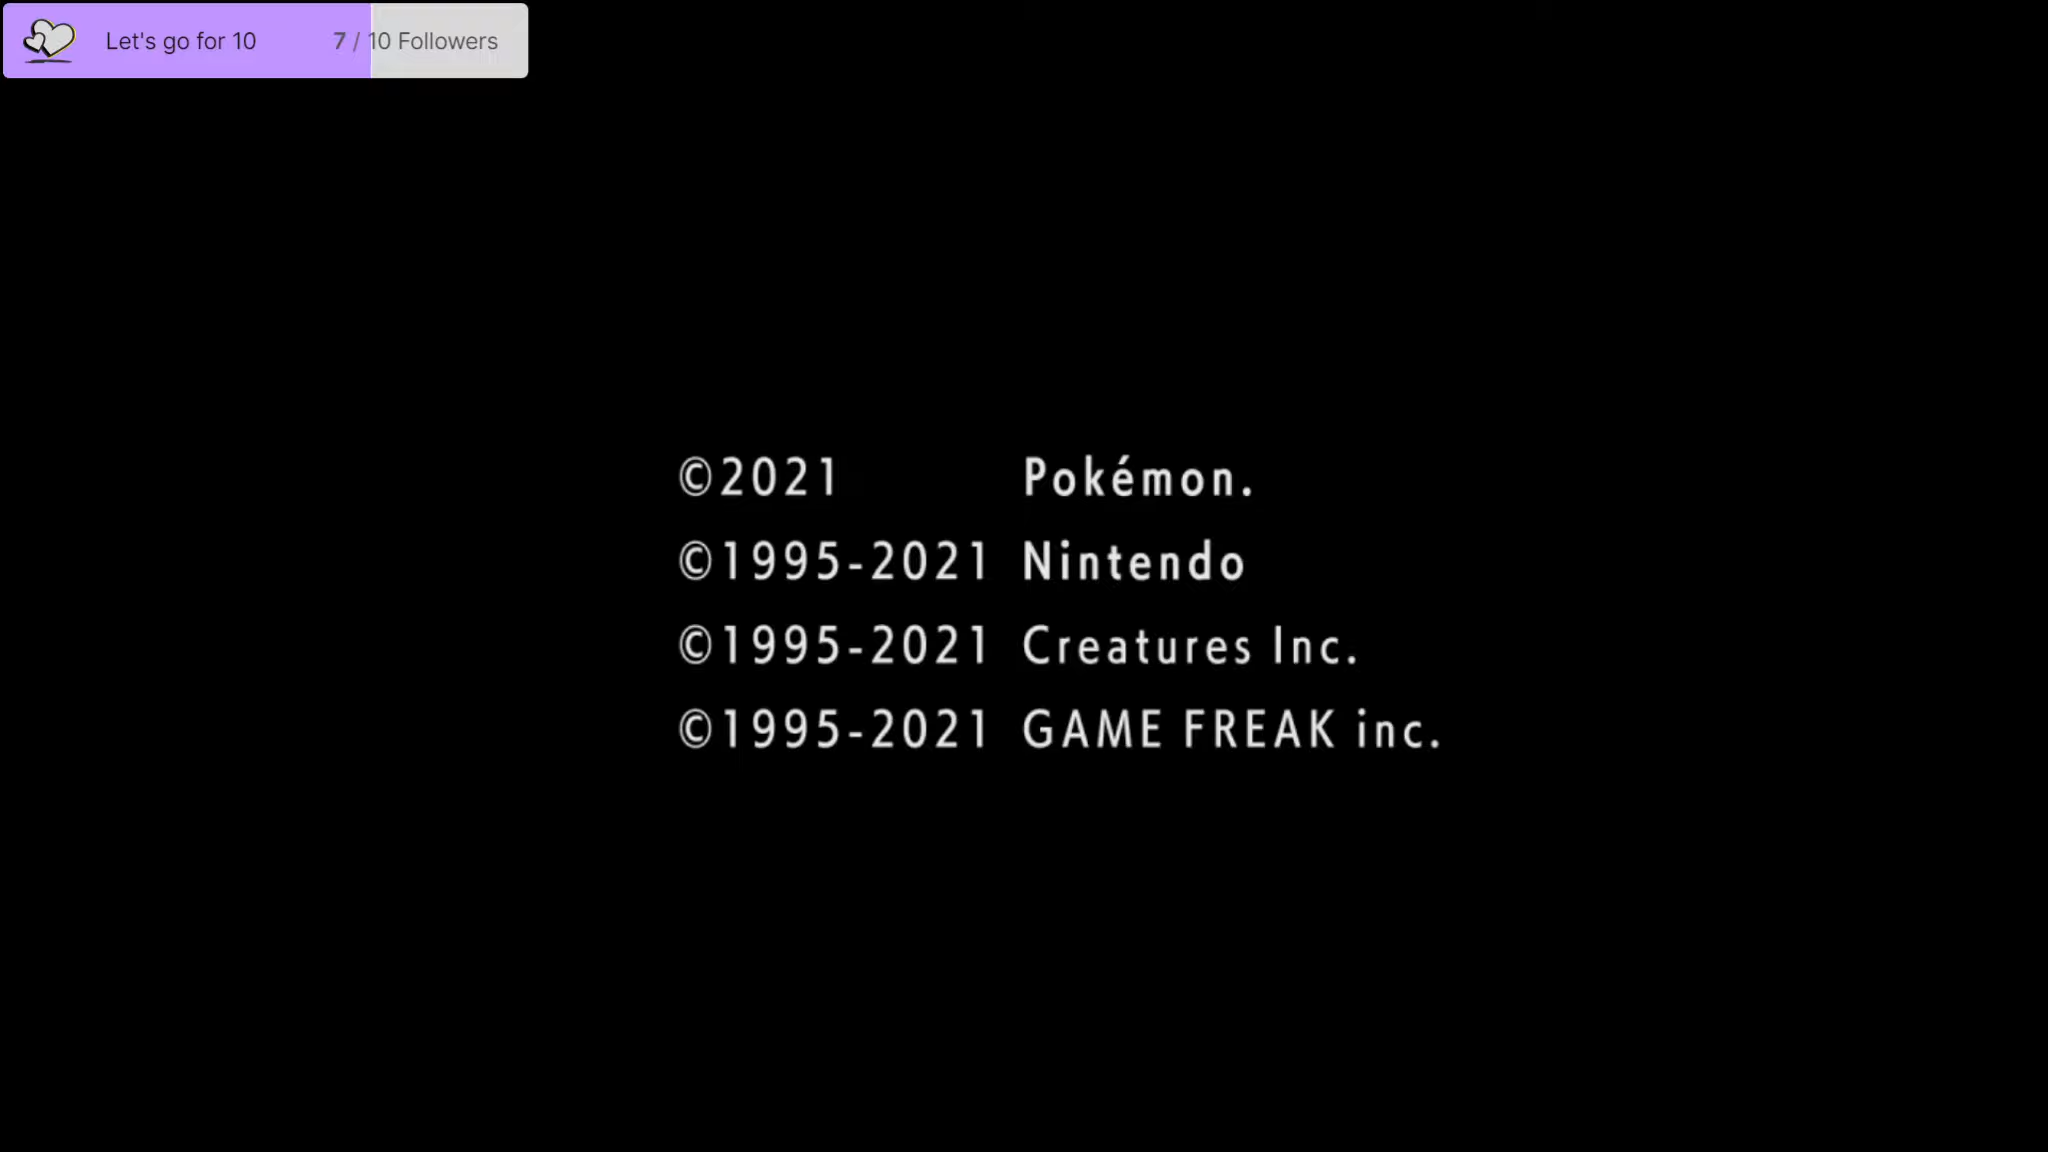 Let's go for 10 7 / 10 Followers
©2021 Pokémon.
©1995-2021 Nintendo
©1995-2021 Creatures Inc.
©1995-2021 GAME FREAK inc.